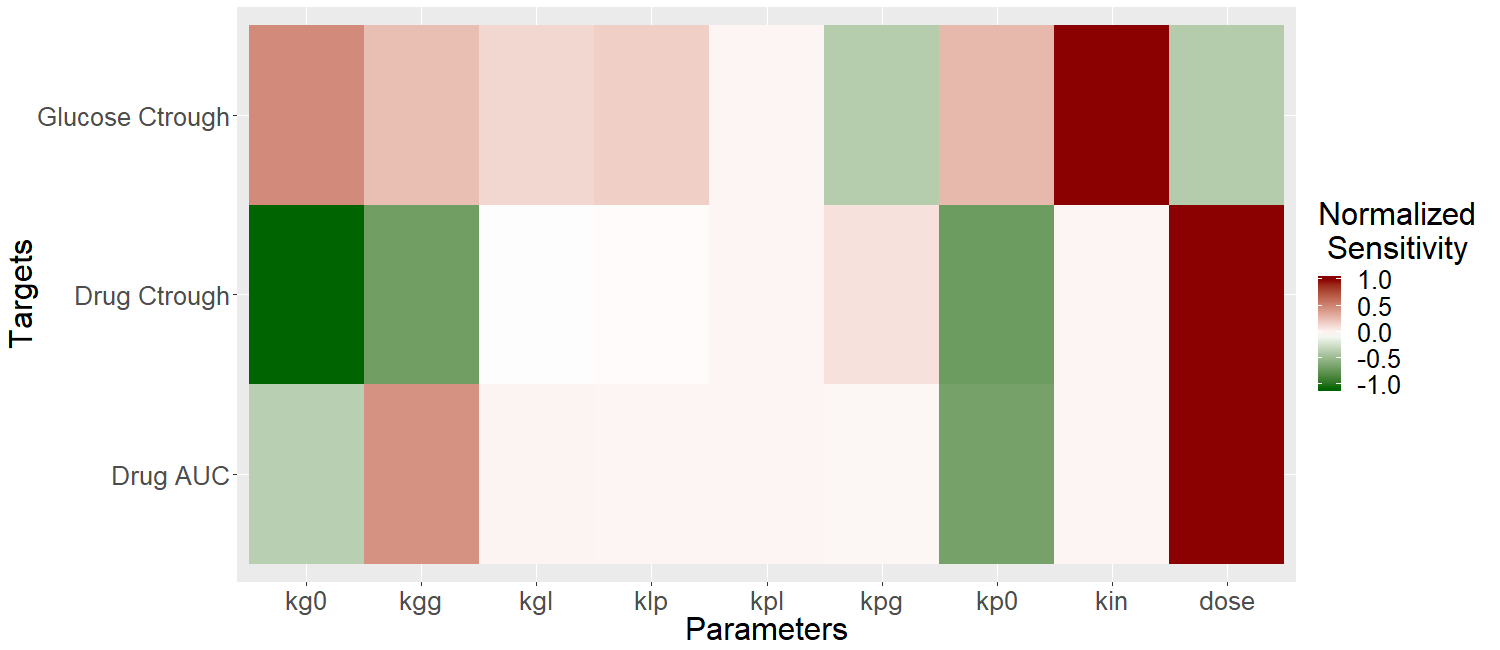 Targets
Glucose Ctrough
Drug Ctrough
Drug AUC
kg0 kgg kgl klp kpl kpg kp0 kin dose
Parameters
Normalized
Sensitivity
1.0
0.5
0.0
-0.5
-1.0